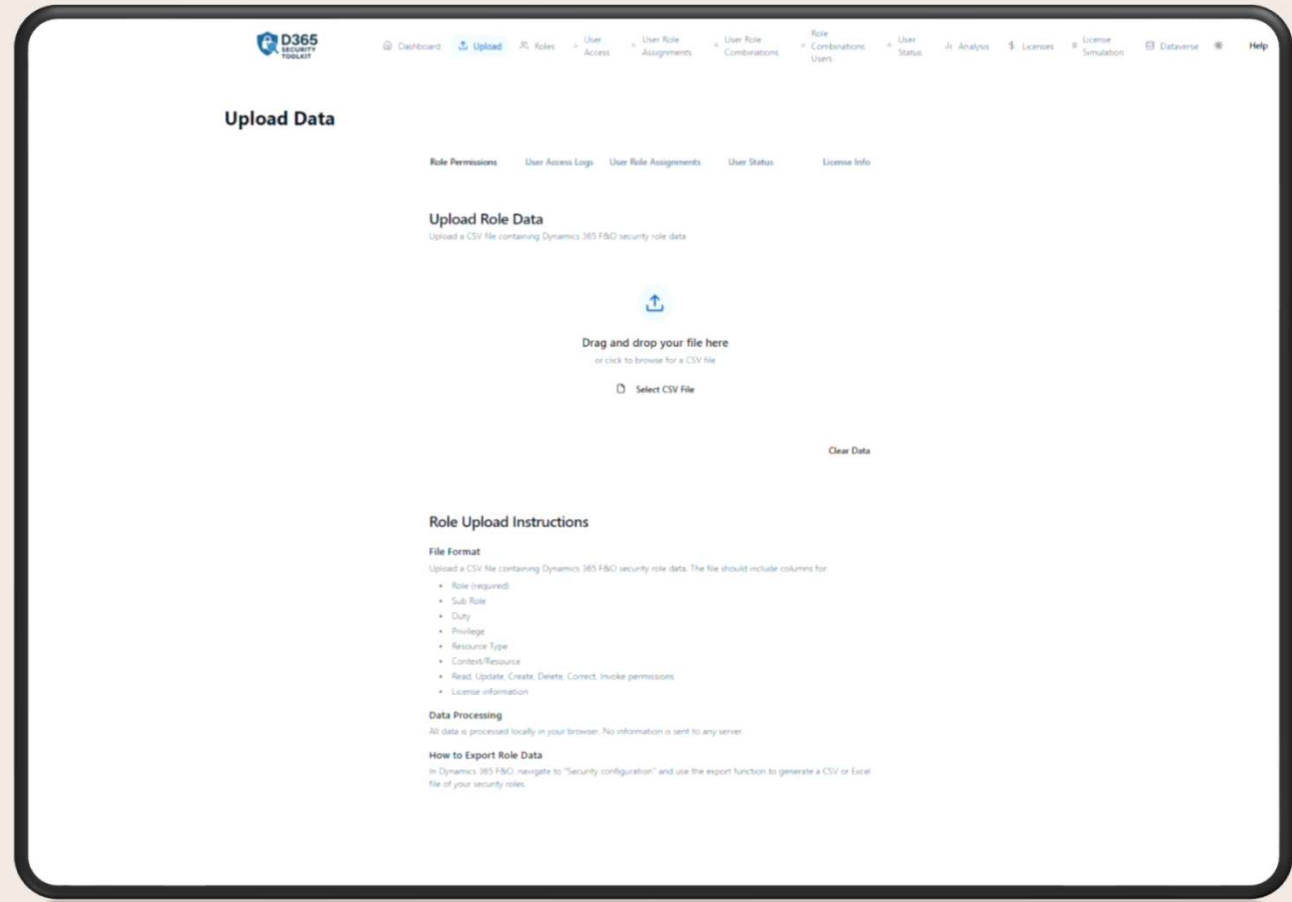 D365
SECURITY
TOOLKIT
Dashboard
Upload
Roles
User
Access
User Role
Assignments
User Role
Combinations
Role
Combinations
Users
User
Status
Analysis
Licenses
License
Simulation
Dataverse
Help
Upload Data
Role Permissions
User Access Logs
User Role Assignments
User Status
License Info
Upload Role Data
Upload a CSV file containing Dynamics 365 F&O security role data
Drag and drop your file here
or click to browse for a CSV file
Select CSV File
Clear Data
Role Upload Instructions
File Format
Upload a CSV file containing Dynamics 365 F&O security role data. The file should include columns for:
• Role (required)
• Sub Role
• Duty
• Privilege
• Resource Type
• Context/Resource
• Read, Update, Create, Delete, Correct, Invoke permissions
• License information
Data Processing
All data is processed locally in your browser. No information is sent to any server.
How to Export Role Data
In Dynamics 365 F&O, navigate to "Security configuration" and use the export function to generate a CSV or Excel
file of your security roles.